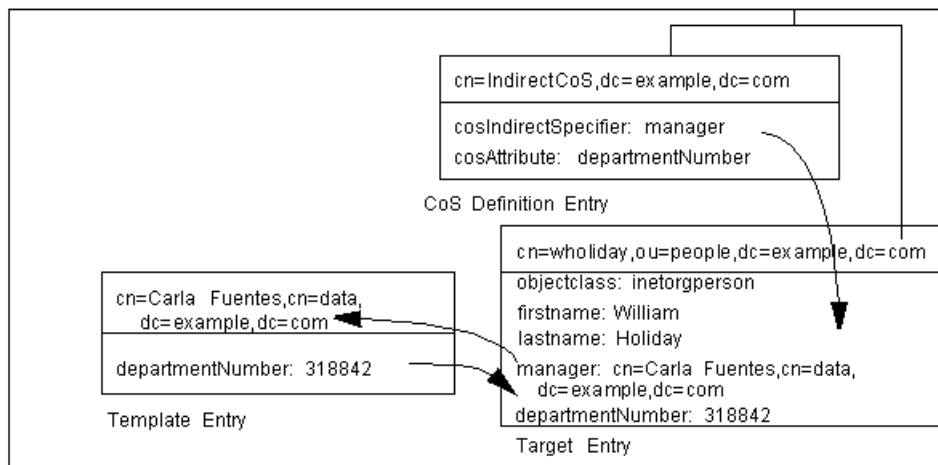 cn=IndirectCoS,dc=example,dc=com
cosIndirectSpecifier: manager
cosAttribute: departmentNumber
CoS Definition Entry
cn=wholiday,ou=people,dc=example,dc=com
objectclass: inetorgperson
firstname: William
lastname: Holiday
manager: cn=Carla Fuentes,cn=data,
dc=example,dc=com
departmentNumber: 318842
Target Entry
cn=Carla Fuentes,cn=data,
dc=example,dc=com
departmentNumber: 318842
Template Entry